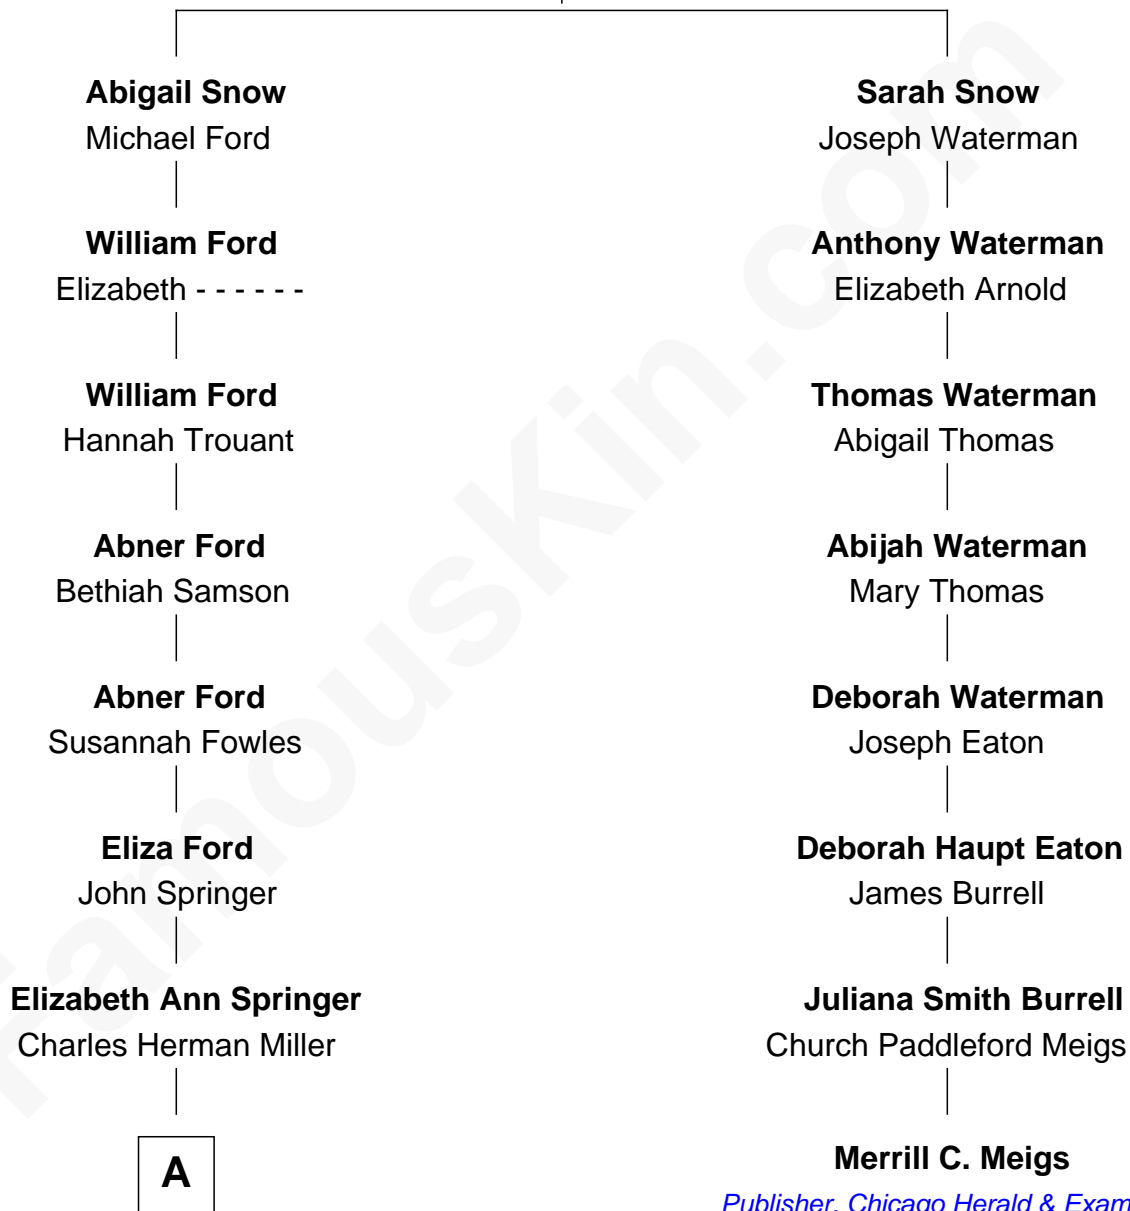 Abigail Snow
Michael Ford
William Ford
Elizabeth - - - - - -
William Ford
Hannah Trouant
Abner Ford
Bethiah Samson
Abner Ford
Susannah Fowles
Eliza Ford
John Springer
Elizabeth Ann Springer
Charles Herman Miller
A
Sarah Snow
Joseph Waterman
Anthony Waterman
Elizabeth Arnold
Thomas Waterman
Abigail Thomas
Abijah Waterman
Mary Thomas
Deborah Waterman
Joseph Eaton
Deborah Haupt Eaton
James Burrell
Juliana Smith Burrell
Church Paddleford Meigs
Merrill C. Meigs
Publisher, Chicago Herald & Exam
FamousKin.com